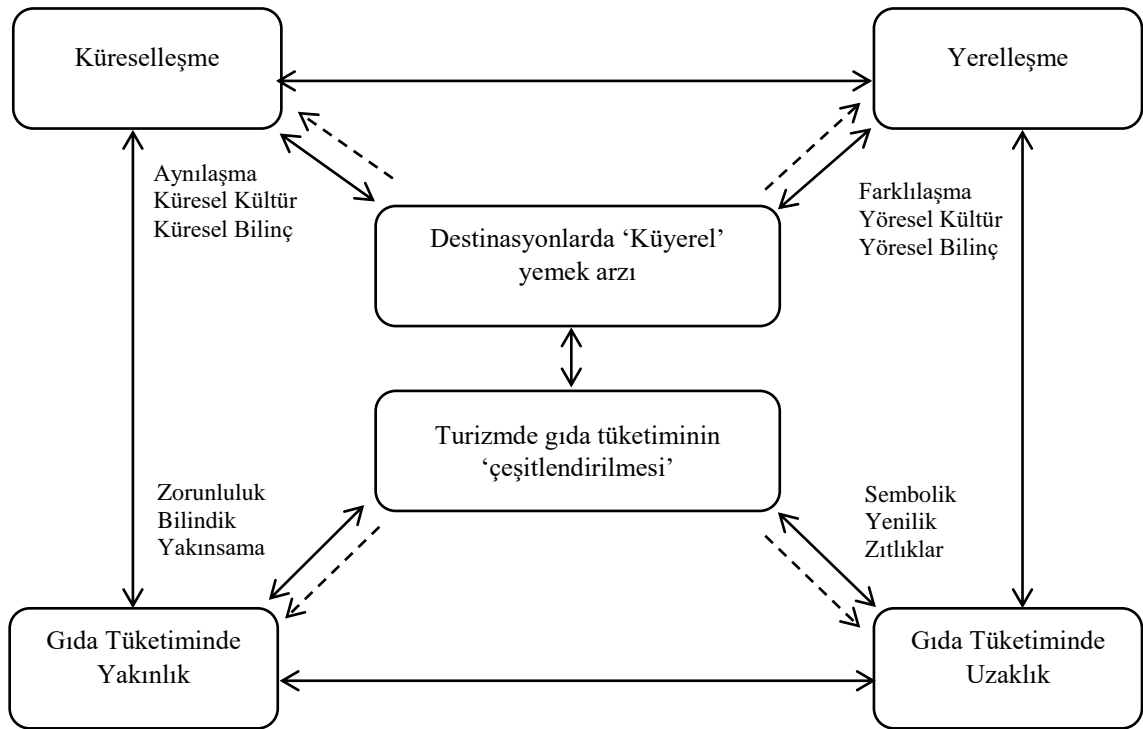 Küreselleşme
Yerelleşme
Aynılaşma
Küresel Kültür
Küresel Bilinç
Farklılaşma
Yöresel Kültür
Yöresel Bilinç
Destinasyonlarda ‘Küyerel’
yemek arzı
Turizmde gıda tüketiminin
‘çeşitlendirilmesi’
Zorunluluk
Bilindik
Yakınsama
Sembolik
Yenilik
Zıtlıklar
Gıda Tüketiminde
Yakınlık
Gıda Tüketiminde
Uzaklık